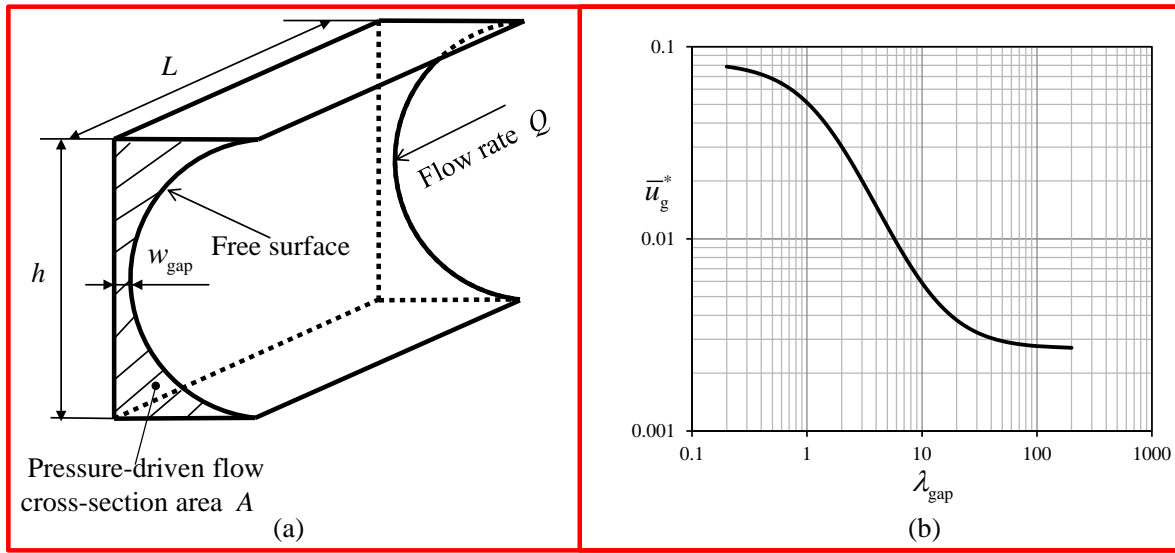 L
Flow rate Q
Free surface
w_gap
h
Pressure-driven flow
cross-section area A
(a)
0.1
0.01
0.001
ū_g^*
0.1 1 10 100 1000
λ_gap
(b)